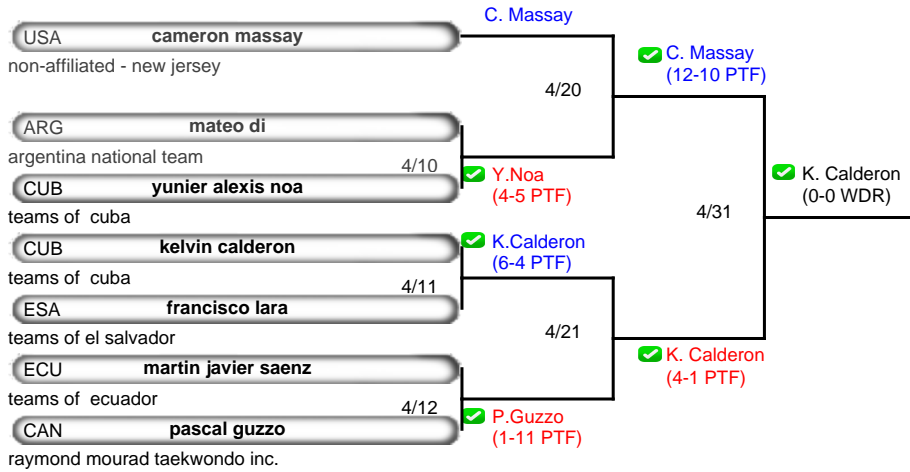 C. Massay
USA cameron massay
non-affiliated - new jersey
C. Massay
(12-10 PTF)
4/20
ARG mateo di
argentina national team
4/10
Y.Noa
(4-5 PTF)
CUB yunier alexis noa
teams of cuba
K. Calderon
(0-0 WDR)
4/31
CUB kelvin calderon
teams of cuba
K.Calderon
(6-4 PTF)
4/11
ESA francisco lara
teams of el salvador
4/21
K. Calderon
(4-1 PTF)
ECU martin javier saenz
teams of ecuador
4/12
P.Guzzo
(1-11 PTF)
CAN pascal guzzo
raymond mourad taekwondo inc.